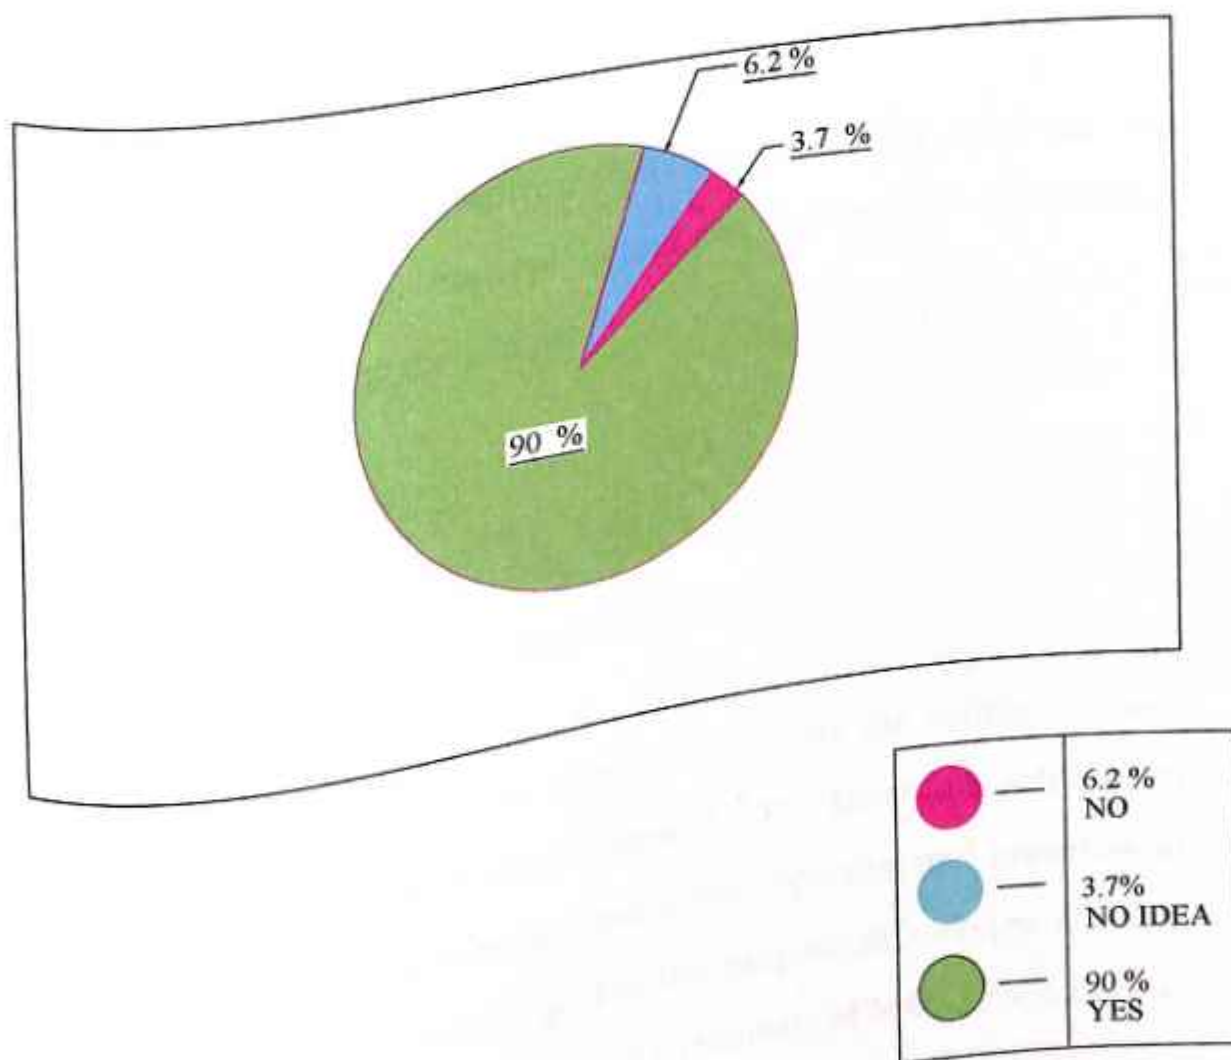 6.2 %
3.7 %
90 %
6.2 %
NO
3.7%
NO IDEA
90 %
YES